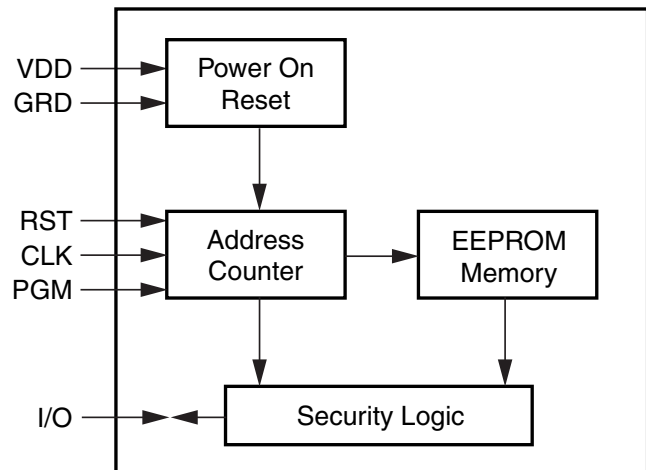 VDD
GRD
Power On
Reset
RST
CLK
PGM
Address
Counter
EEPROM
Memory
I/O
Security Logic